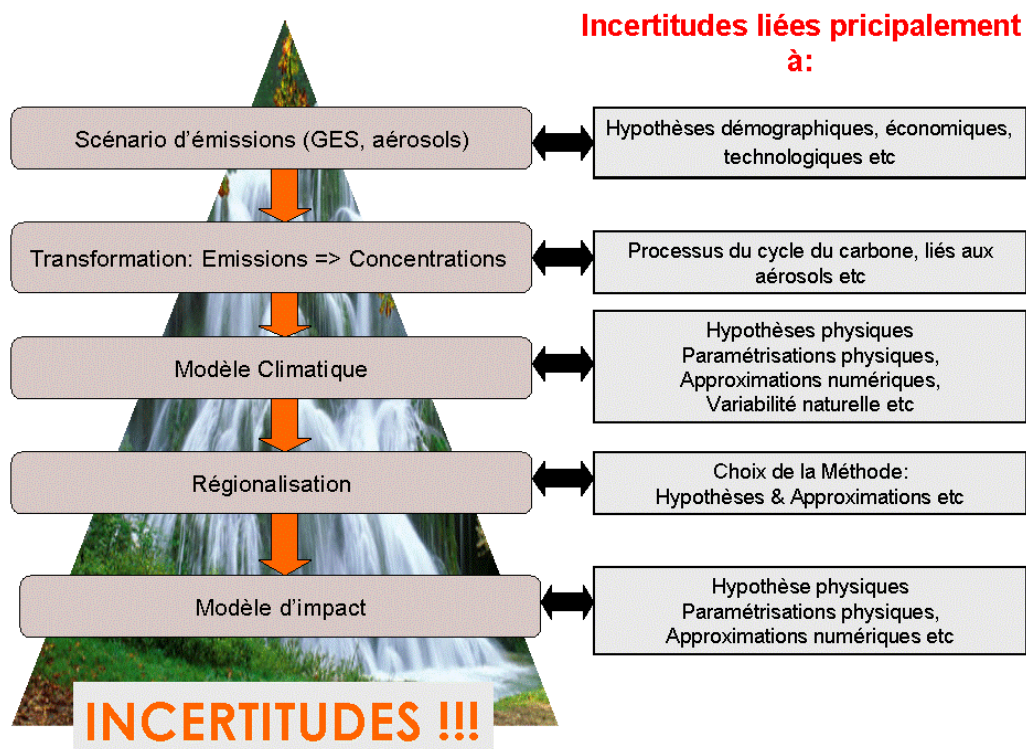 Incertitudes liées pricipalement
à:
Scénario d'émissions (GES, aérosols)
Hypothèses démographiques, économiques,
technologiques etc
Transformation: Emissions => Concentrations
Processus du cycle du carbone, liés aux
aérosols etc
Modèle Climatique
Hypothèses physiques
Paramétrisations physiques,
Approximations numériques,
Variabilité naturelle etc
Régionalisation
Choix de la Méthode:
Hypothèses & Approximations etc
Modèle d'impact
Hypothèse physiques
Paramétrisations physiques,
Approximations numériques etc
INCERTITUDES !!!